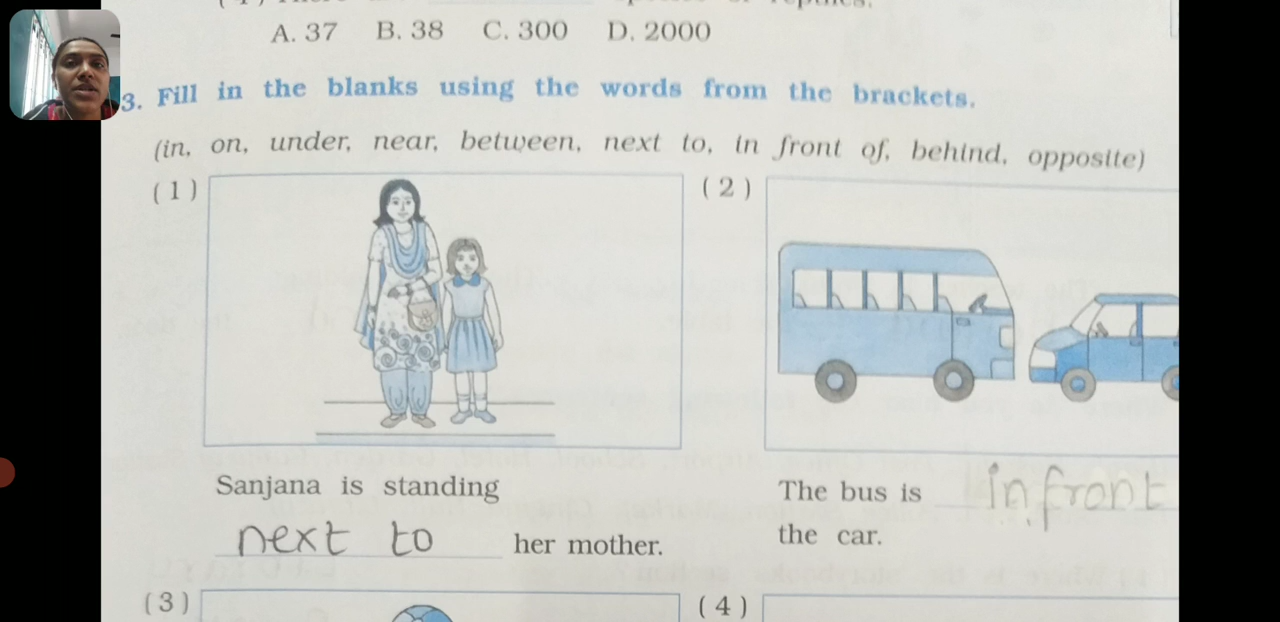 A. 37 B. 38 C. 300 D. 2000
3. Fill in the blanks using the words from the brackets.
(in, on, under, near, between, next to, in front of, behind, opposite)
(1)
(2)
Sanjana is standing
next to her mother.
The bus is in front
the car.
(3)
(4)